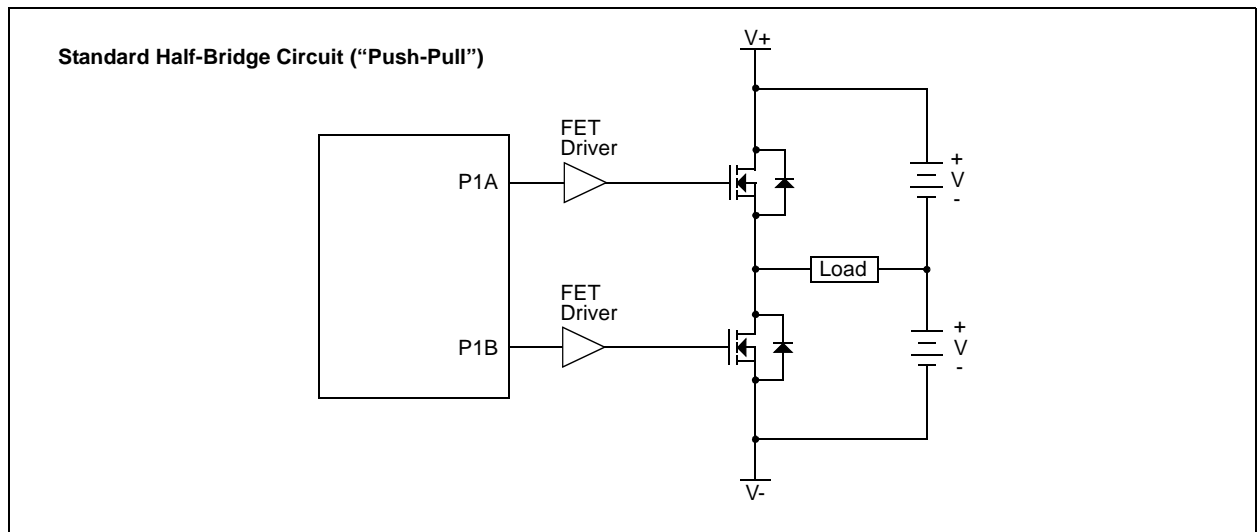 Standard Half-Bridge Circuit (“Push-Pull”)
V+
FET
Driver
P1A
+
V
-
Load
FET
Driver
P1B
+
V
-
V-